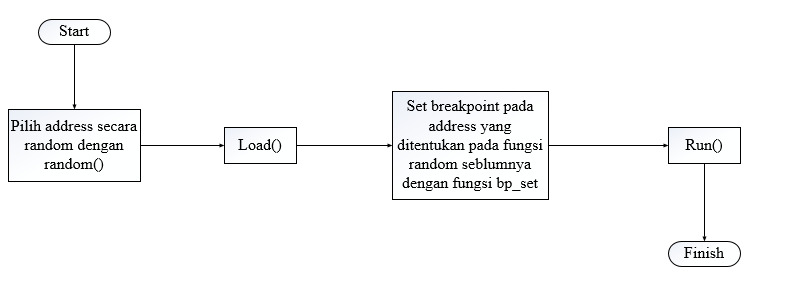 Start
Pilih address secara
random dengan
random()
Load()
Set breakpoint pada
address yang
ditentukan pada fungsi
random seblumnya
dengan fungsi bp_set
Run()
Finish